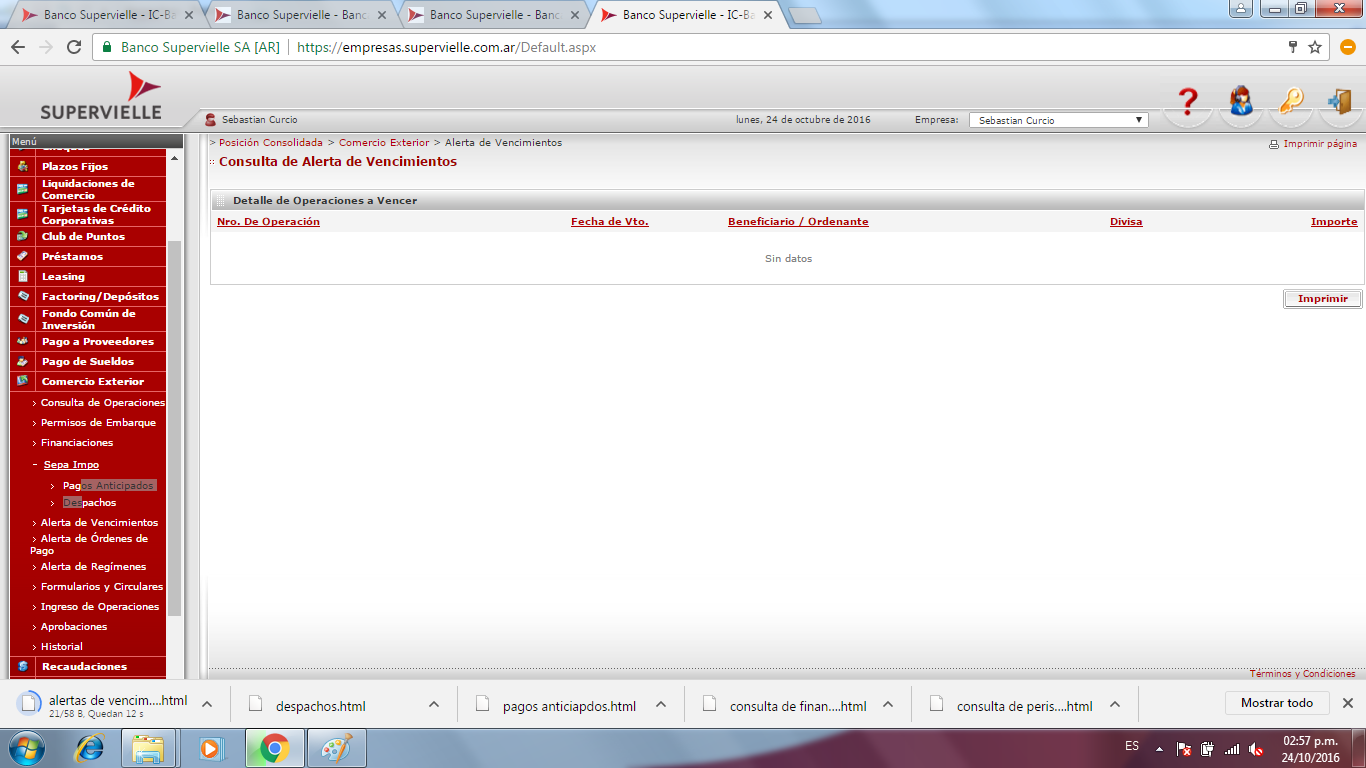 Banco Supervielle - IC-Ba
Banco Supervielle - Banca
Banco Supervielle - Banc
Banco Supervielle - IC-Ba
Banco Supervielle SA [AR]
https://empresas.supervielle.com.ar/Default.aspx
SUPERVIELLE
Sebastian Curcio
lunes, 24 de octubre de 2016
Empresa:
Sebastian Curcio
Menú
Plazos Fijos
Liquidaciones de
Comercio
Tarjetas de Crédito
Corporativas
Club de Puntos
Préstamos
Leasing
Factoring/Depósitos
Fondo Común de
Inversión
Pago a Proveedores
Pago de Sueldos
Comercio Exterior
> Consulta de Operaciones
> Permisos de Embarque
> Financiaciones
- Sepa Impo
> Pagos Anticipados
> Despachos
> Alerta de Vencimientos
> Alerta de Órdenes de
Pago
> Alerta de Regímenes
> Formularios y Circulares
> Ingreso de Operaciones
> Aprobaciones
> Historial
Recaudaciones
> Posición Consolidada > Comercio Exterior > Alerta de Vencimientos
Imprimir página
Consulta de Alerta de Vencimientos
Detalle de Operaciones a Vencer
Nro. De Operación
Fecha de Vto.
Beneficiario / Ordenante
Divisa
Importe
Sin datos
Imprimir
Términos y Condiciones
alertas de vencim....html
21/58 B, Quedan 12 s
despachos.html
pagos anticiapdos.html
consulta de finan....html
consulta de peris....html
Mostrar todo
ES
02:57 p.m.
24/10/2016